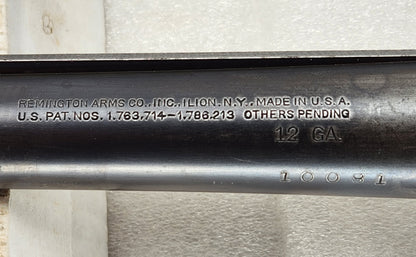 REMINGTON ARMS CO., INC., ILION, N.Y., MADE IN U.S.A.
U.S. PAT. NOS. 1,763,714-1,786,213 OTHERS PENDING
12 GA.
10031